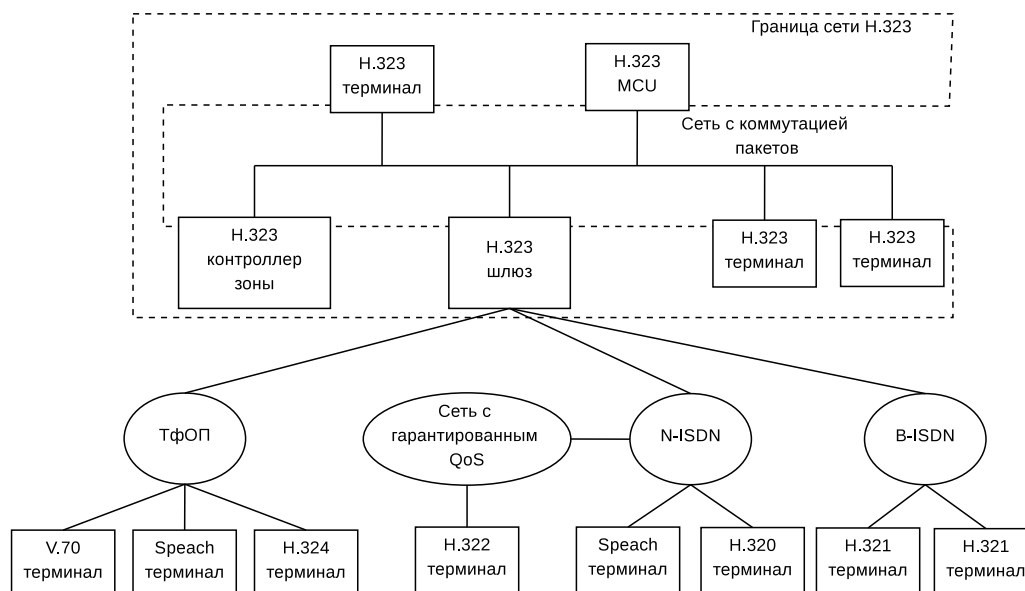 Граница сети H.323
H.323
терминал
H.323
MCU
Сеть с коммутацией
пакетов
H.323
контроллер
зоны
H.323
шлюз
H.323
терминал
H.323
терминал
ТфОП
Сеть с
гарантированным
QoS
N-ISDN
B-ISDN
V.70
терминал
Speach
терминал
H.324
терминал
H.322
терминал
Speach
терминал
H.320
терминал
H.321
терминал
H.321
терминал